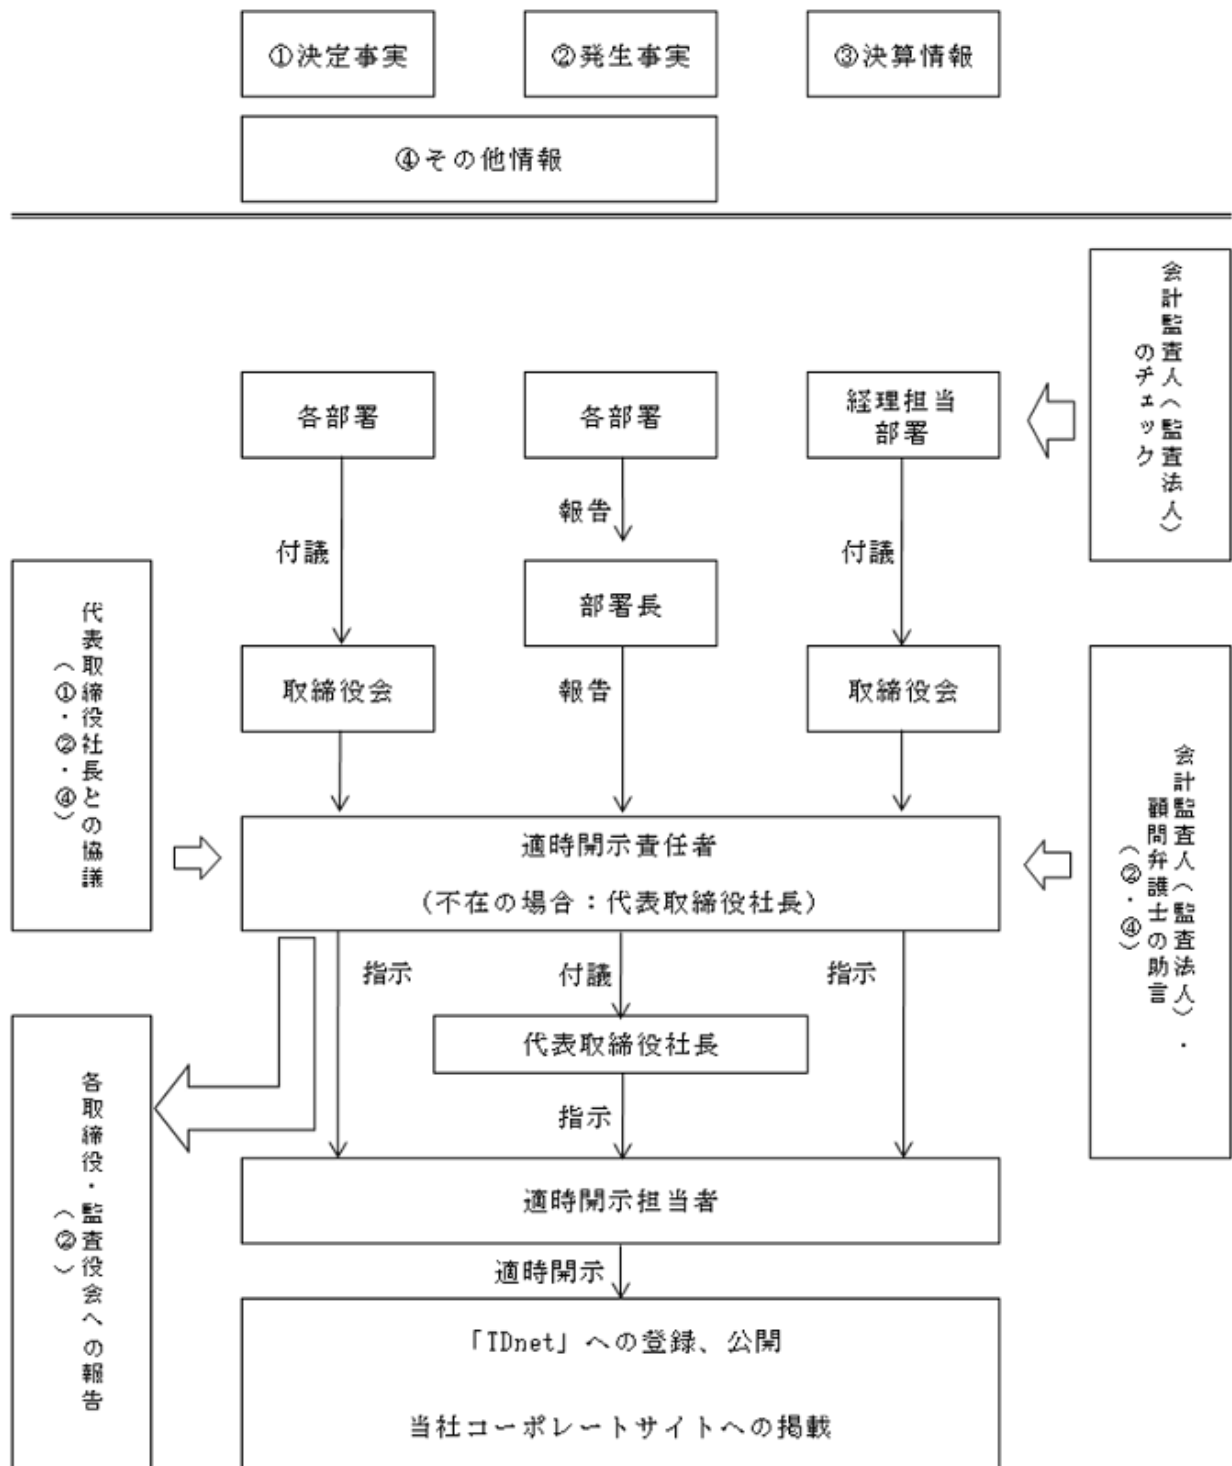 ①決定事実
②発生事実
③決算情報
④その他情報
会計監査人（監査法人）
のチェック
各部署
各部署
経理担当
部署
報告
付議
付議
部署長
代表取締役社長との協議
（①・②・④）
取締役会
報告
取締役会
会計監査人（監査法人）・
顧問弁護士の助言
（②・④）
適時開示責任者
（不在の場合：代表取締役社長）
指示
付議
指示
代表取締役社長
各取締役・監査役会への報告
（②）
指示
適時開示担当者
適時開示
「TDnet」への登録、公開
当社コーポレートサイトへの掲載